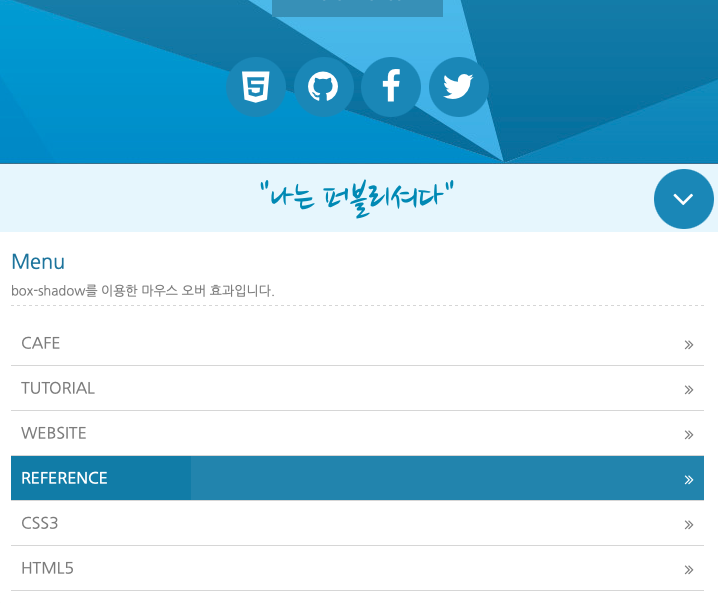 "나는 퍼블리셔다"
Menu
box-shadow를 이용한 마우스 오버 효과입니다.
CAFE
TUTORIAL
WEBSITE
REFERENCE
CSS3
HTML5